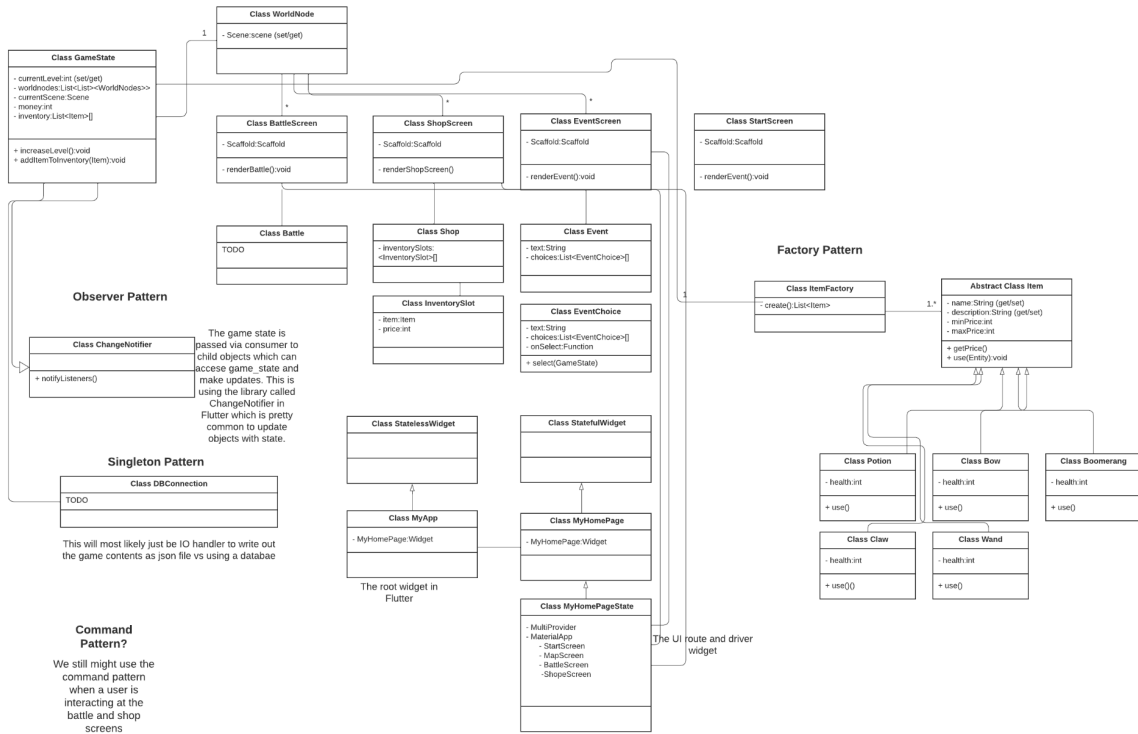 Class WorldNode
- Scene:scene (set/get)
1
Class GameState
- currentLevel:int (set/get)
- worldnodes:List<List><WorldNodes>>
- currentScene:Scene
- money:int
- inventory:List<Item>[]
+ increaseLevel():void
+ addItemToInventory(Item):void
*
*
*
Class BattleScreen
- Scaffold:Scaffold
- renderBattle():void
Class ShopScreen
- Scaffold:Scaffold
- renderShopScreen()
Class EventScreen
- Scaffold:Scaffold
- renderEvent():void
Class StartScreen
- Scaffold:Scaffold
- renderEvent():void
Class Battle
TODO
Class Shop
- inventorySlots:
<InventorySlot>[]
Class Event
- text:String
- choices:List<EventChoice>[]
Class InventorySlot
- item:Item
- price:int
Class EventChoice
- text:String
- choices:List<EventChoice>[]
- onSelect:Function
+ select(GameState)
Factory Pattern
1
Class ItemFactory
- create():List<Item>
1.*
Abstract Class Item
- name:String (get/set)
- description:String (get/set)
- minPrice:int
- maxPrice:int
+ getPrice()
+ use(Entity):void
Observer Pattern
Class ChangeNotifier
+ notifyListeners()
The game state is
passed via consumer to
child objects which can
accese game_state and
make updates. This is
using the library called
ChangeNotifier in
Flutter which is pretty
common to update
objects with state.
Singleton Pattern
Class DBConnection
TODO
This will most likely just be IO handler to write out
the game contents as json file vs using a databae
Class StatelessWidget
Class StatefulWidget
Class MyApp
- MyHomePage:Widget
Class MyHomePage
- MyHomePage:Widget
The root widget in
Flutter
Class MyHomePageState
- MultiProvider
- MaterialApp
- StartScreen
- MapScreen
- BattleScreen
-ShopeScreen
The UI route and driver
widget
Class Potion
- health:int
+ use()
Class Bow
- health:int
+ use()
Class Boomerang
- health:int
+ use()
Class Claw
- health:int
+ use()()
Class Wand
- health:int
+ use()
Command
Pattern?
We still might use the
command pattern
when a user is
interacting at the
battle and shop
screens